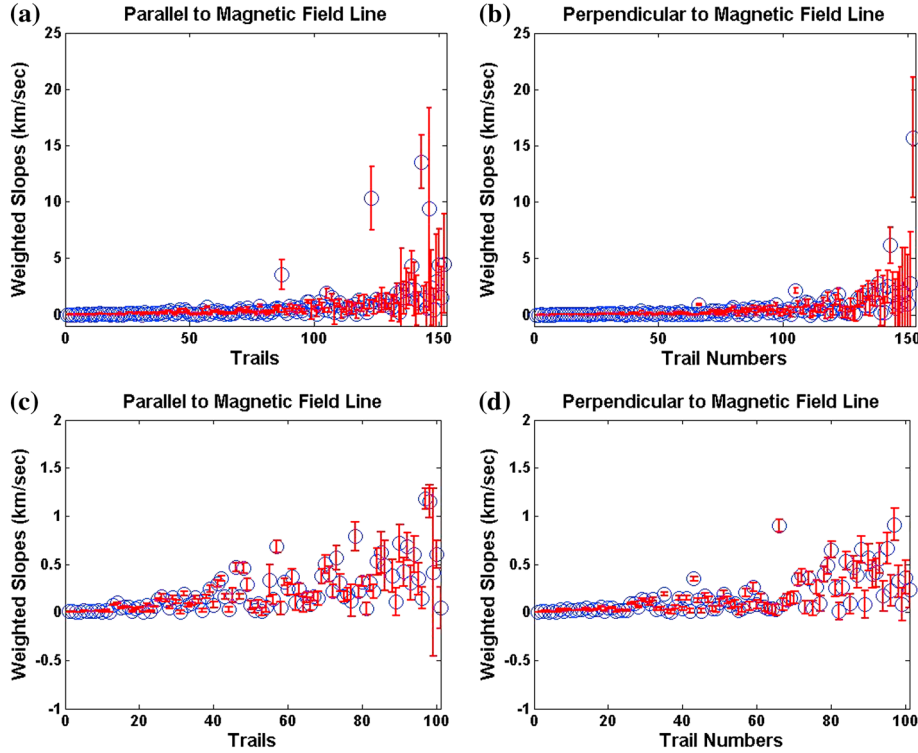 (a) Parallel to Magnetic Field Line
25
20
15
10
5
0
Weighted Slopes (km/sec)
0 50 100 150
Trails
(b) Perpendicular to Magnetic Field Line
25
20
15
10
5
0
Weighted Slopes (km/sec)
0 50 100 150
Trail Numbers
(c) Parallel to Magnetic Field Line
2
1.5
1
0.5
0
-0.5
-1
Weighted Slopes (km/sec)
0 20 40 60 80 100
Trails
(d) Perpendicular to Magnetic Field Line
2
1.5
1
0.5
0
-0.5
-1
Weighted Slopes (km/sec)
0 20 40 60 80 100
Trail Numbers